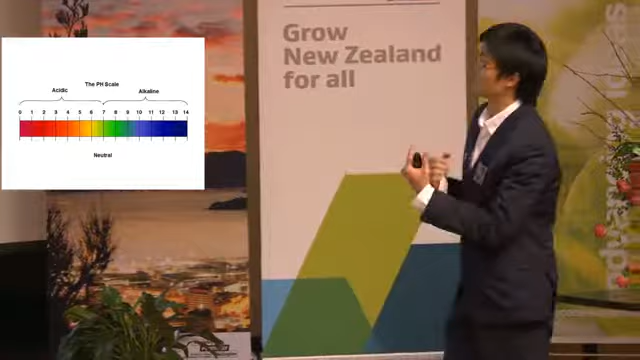 The PH Scale
Acidic
Alkaline
0 1 2 3 4 5 6 7 8 9 10 11 12 13 14
Neutral
Grow
New Zealand
for all